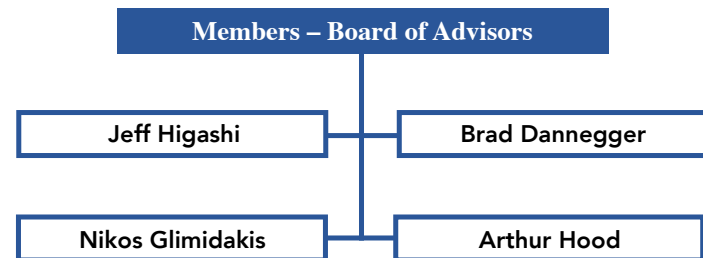 Members – Board of Advisors
Jeff Higashi
Brad Dannegger
Nikos Glimidakis
Arthur Hood